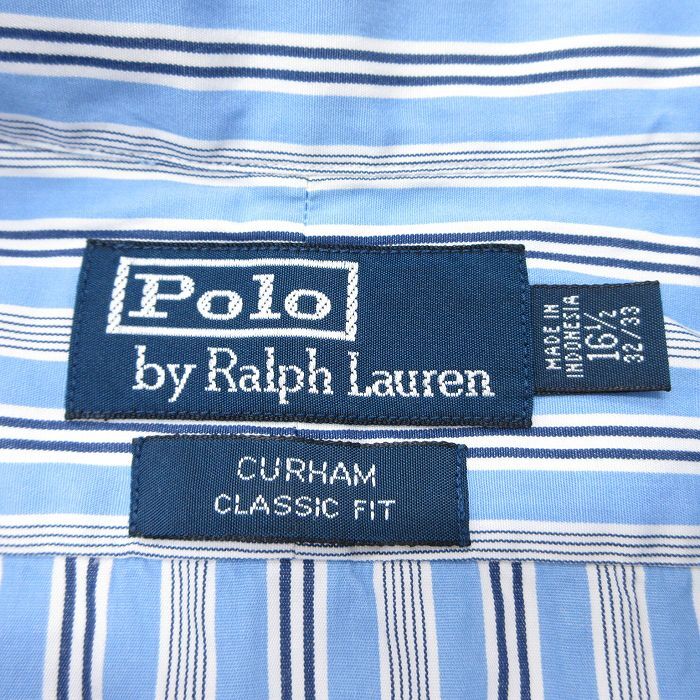 Polo
by Ralph Lauren
MADE IN
INDONESIA
16½
32/33
CURHAM
CLASSIC FIT